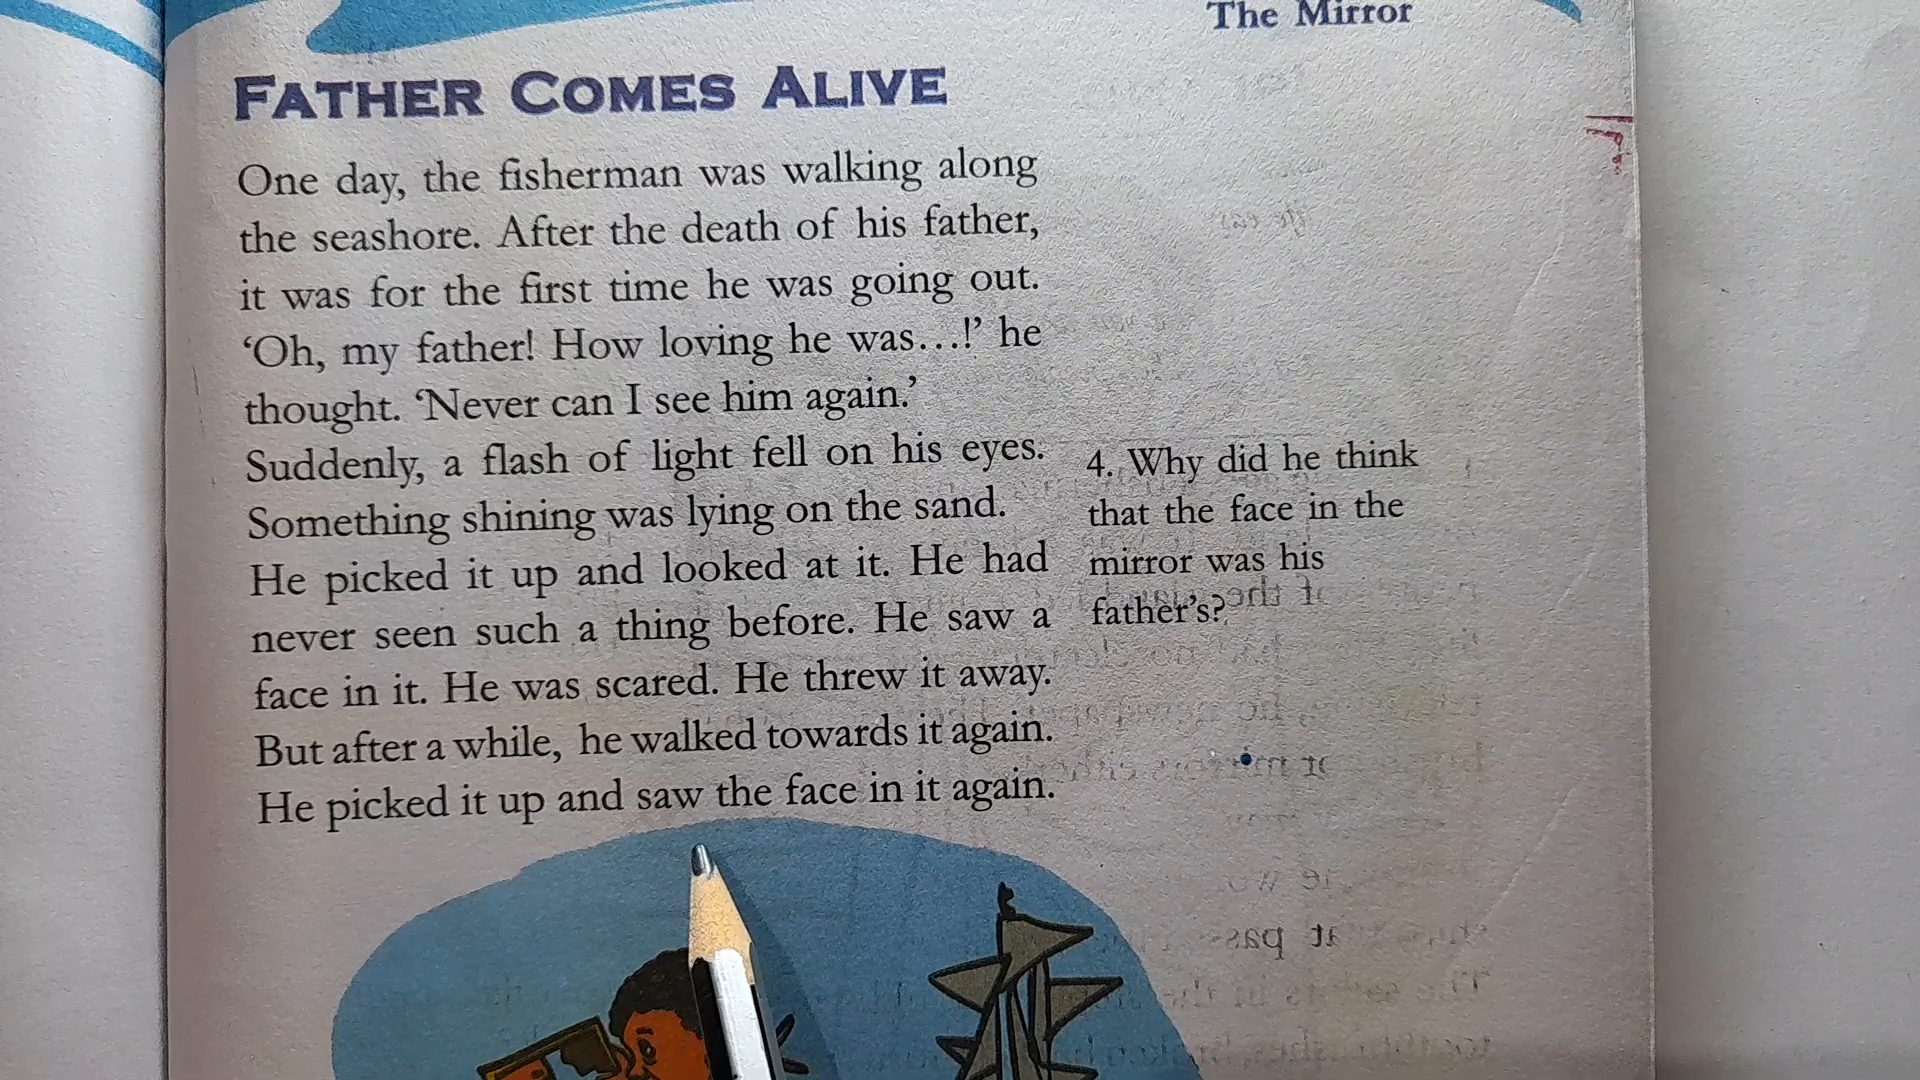 The Mirror
FATHER COMES ALIVE
One day, the fisherman was walking along
the seashore. After the death of his father,
it was for the first time he was going out.
‘Oh, my father! How loving he was...!’ he
thought. ‘Never can I see him again.’
Suddenly, a flash of light fell on his eyes.
Something shining was lying on the sand.
He picked it up and looked at it. He had
never seen such a thing before. He saw a
face in it. He was scared. He threw it away.
But after a while, he walked towards it again.
He picked it up and saw the face in it again.
4. Why did he think
that the face in the
mirror was his
father’s?